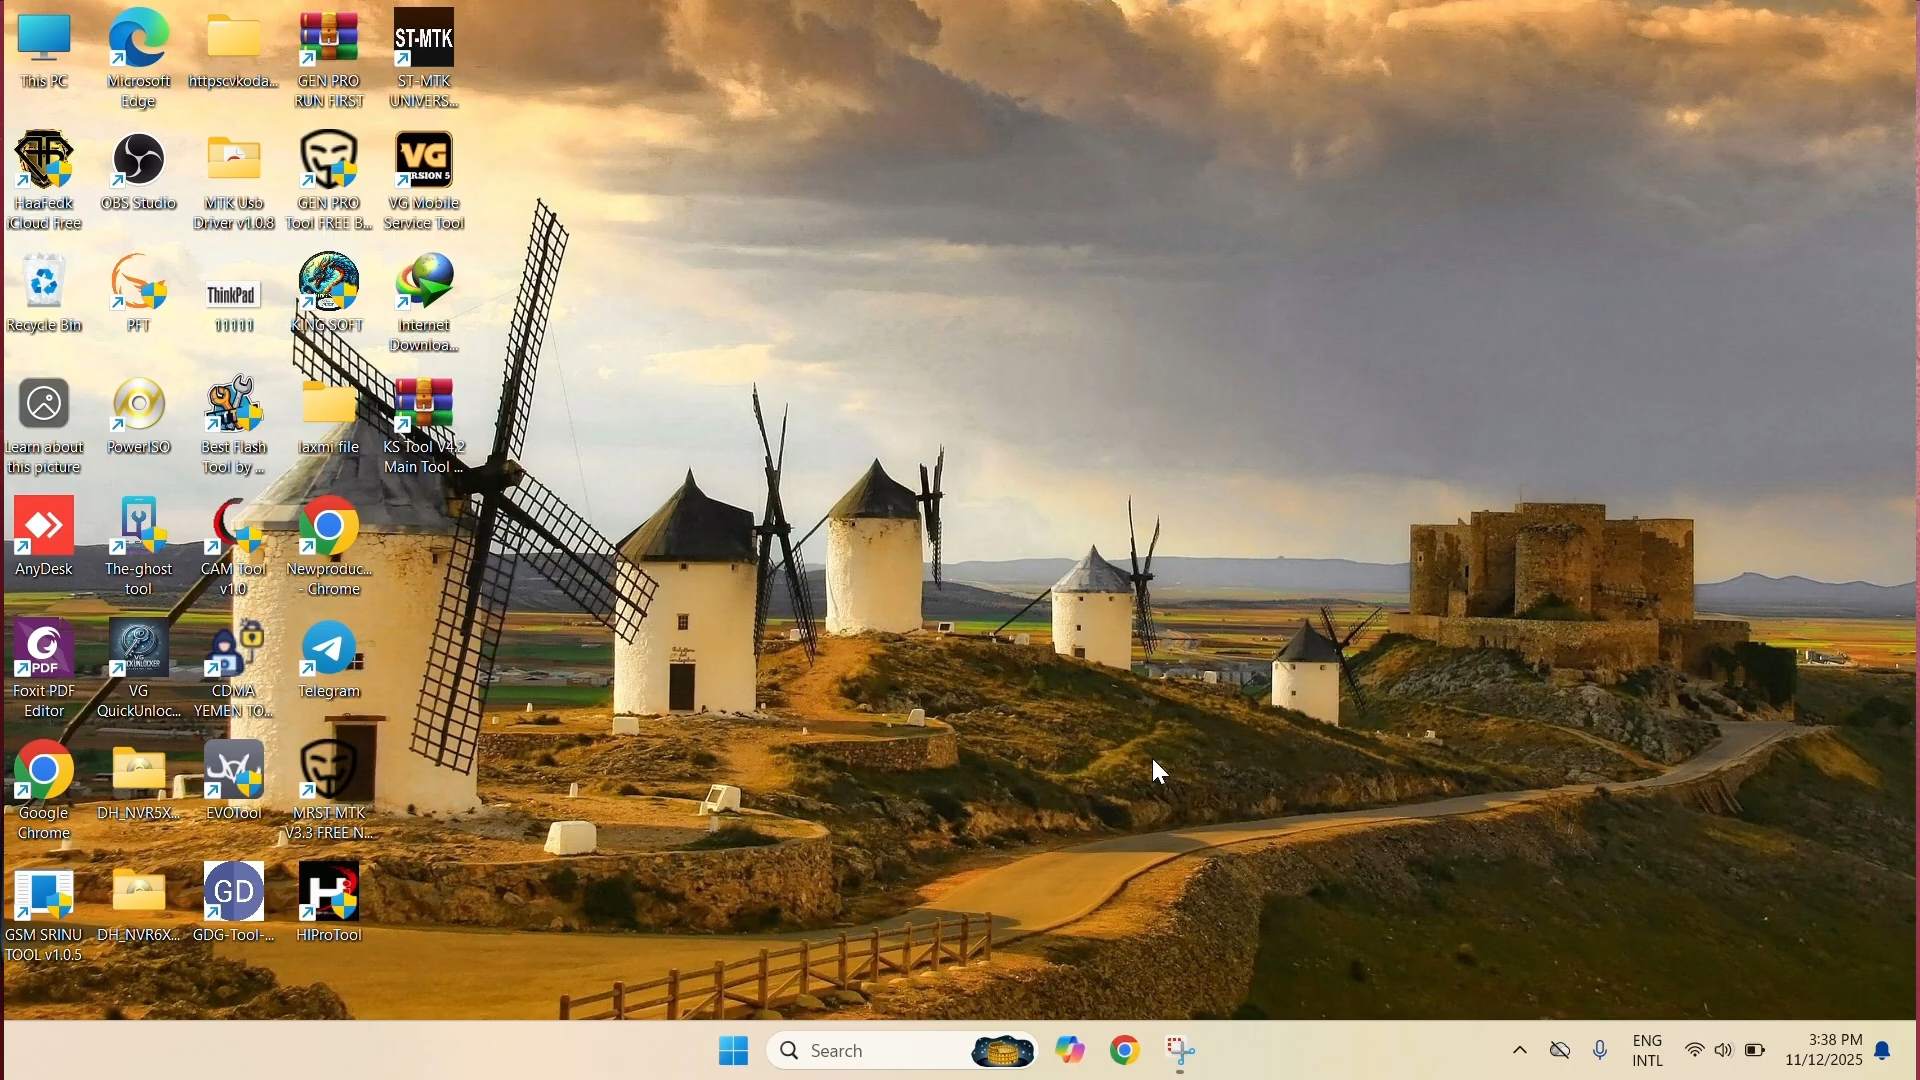 This PC
Microsoft
Edge
httpscvkoda...
GEN PRO
RUN FIRST
ST-MTK
ST-MTK
UNIVERS...
HaaFedk
iCloud Free
OBS Studio
MTK Usb
Driver v1.0.8
GEN PRO
Tool FREE B...
VG
RSION 5
VG Mobile
Service Tool
Recycle Bin
PFT
ThinkPad
11111
KING SOFT
Internet
Downloa...
Learn about
this picture
PowerISO
Best Flash
Tool by ...
laxmi file
KS Tool V4.2
Main Tool ...
AnyDesk
The-ghost
tool
CAM Tool
v1.0
Newproduc...
- Chrome
PDF
Foxit PDF
Editor
VG
QuickUnloc...
CDMA
YEMEN TO...
Telegram
Google
Chrome
DH_NVR5X...
EVOTool
MRST MTK
V3.3 FREE N...
GSM SRINU
TOOL v1.0.5
DH_NVR6X...
GD
GDG-Tool-...
HIProTool
Search
ENG
INTL
3:38 PM
11/12/2025